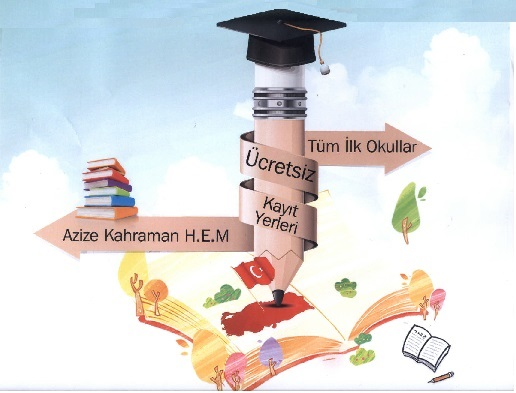 Tüm İlk Okullar
Ücretsiz
Kayıt
Yerleri
Azize Kahraman H.E.M